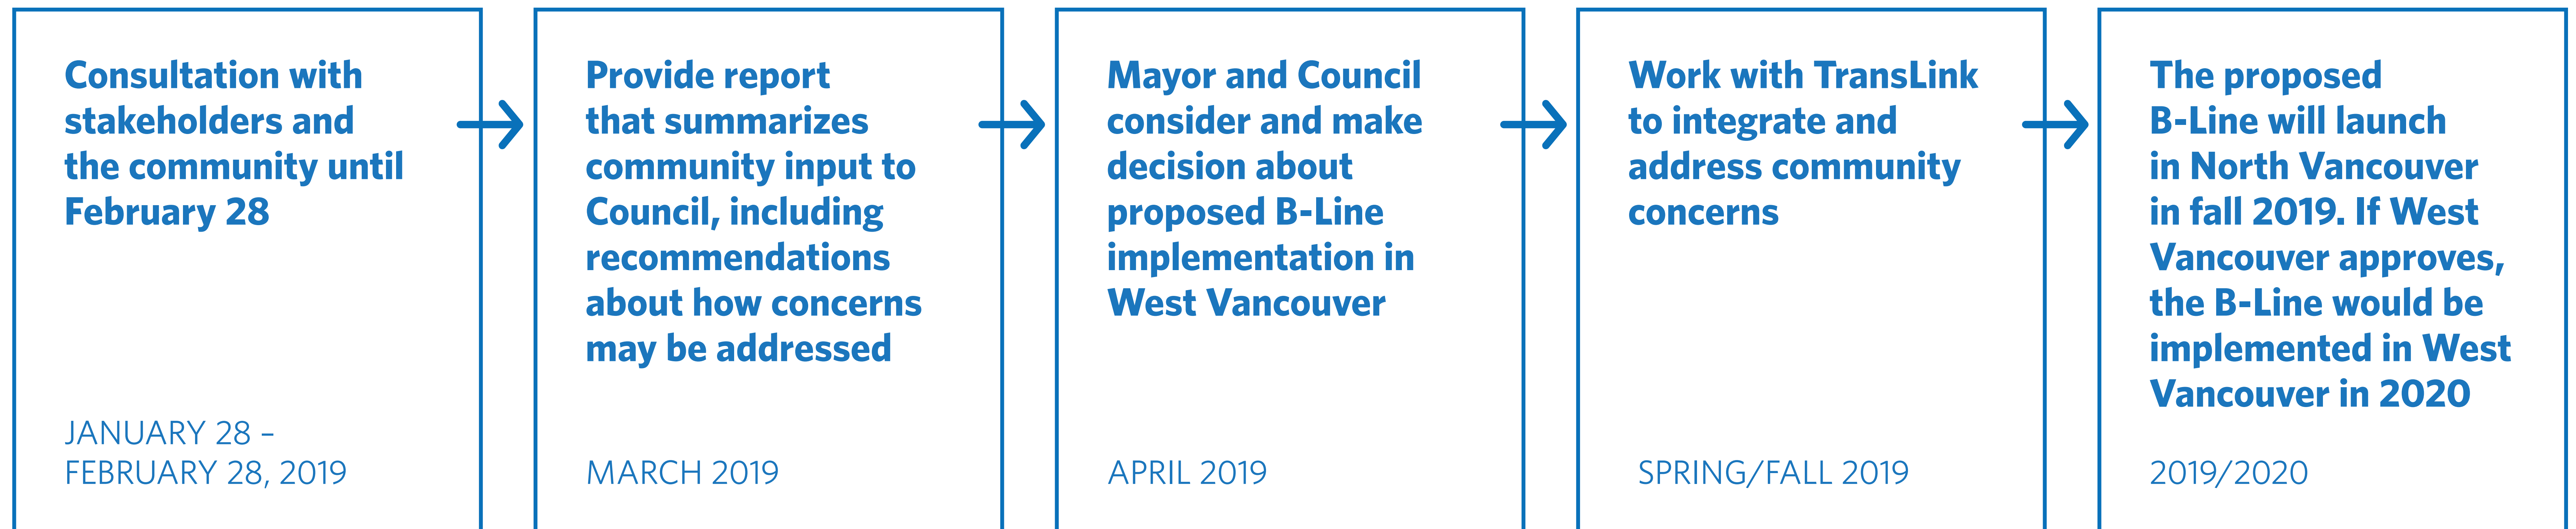 Consultation with
stakeholders and
the community until
February 28
JANUARY 28 –
FEBRUARY 28, 2019
Provide report
that summarizes
community input to
Council, including
recommendations
about how concerns
may be addressed
MARCH 2019
Mayor and Council
consider and make
decision about
proposed B-Line
implementation in
West Vancouver
APRIL 2019
Work with TransLink
to integrate and
address community
concerns
SPRING/FALL 2019
The proposed
B-Line will launch
in North Vancouver
in fall 2019. If West
Vancouver approves,
the B-Line would be
implemented in West
Vancouver in 2020
2019/2020